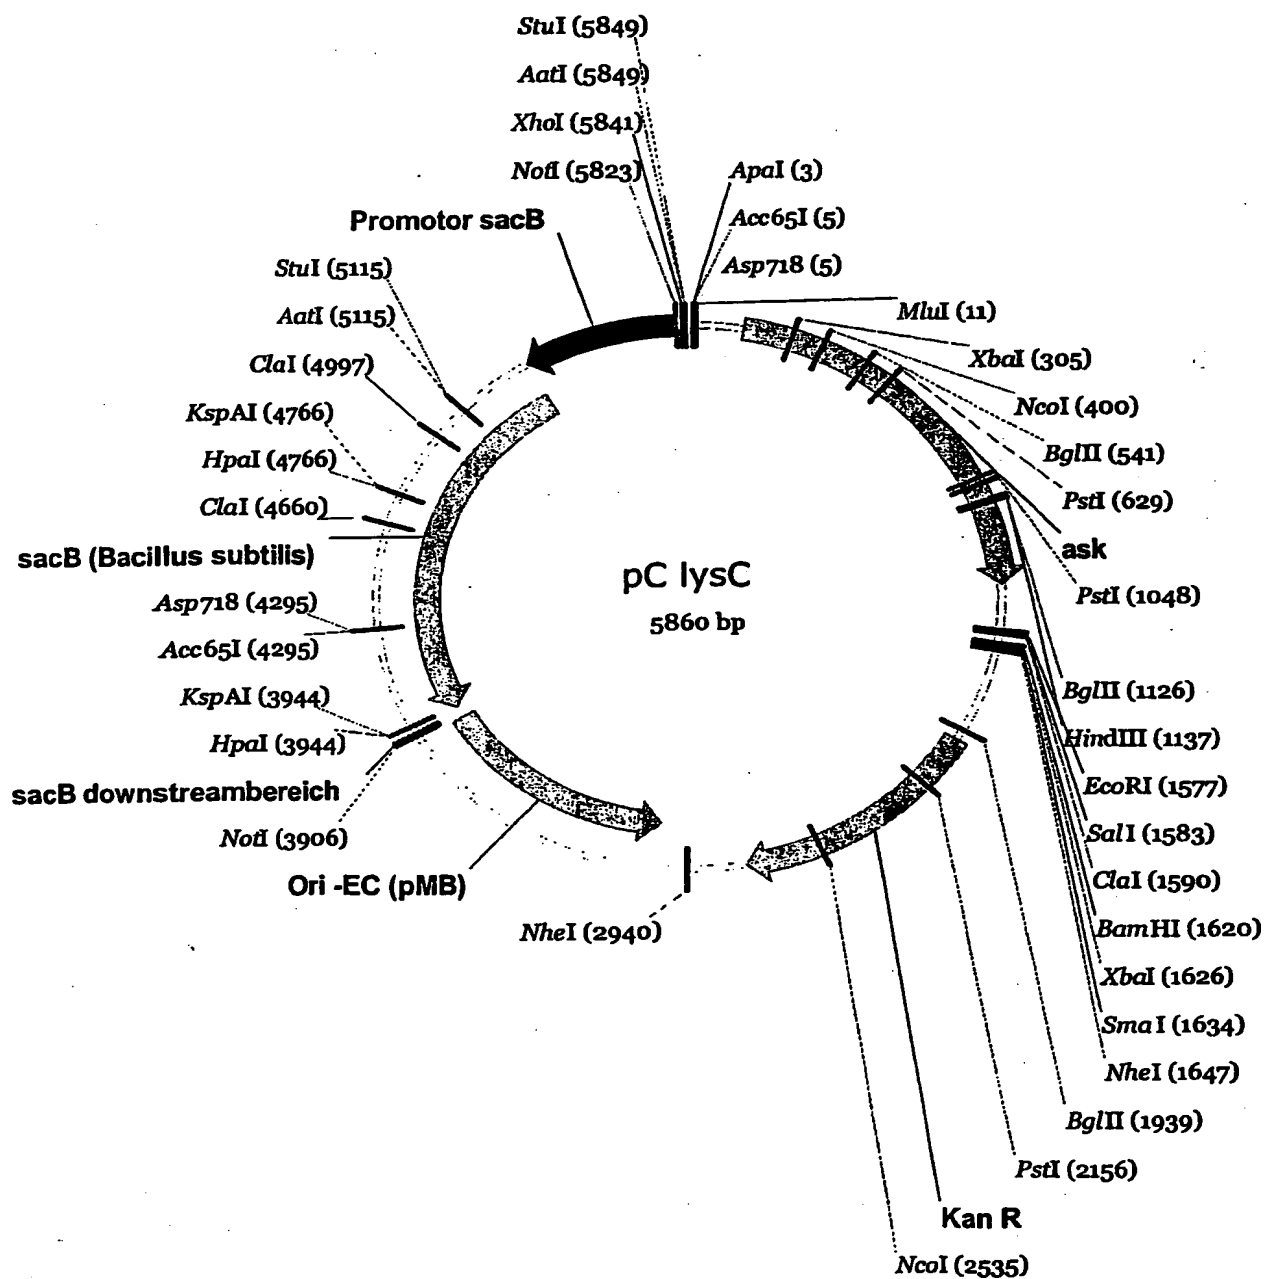 StuI (5849)
AatI (5849)
XhoI (5841)
NotI (5823)
ApaI (3)
Acc65I (5)
Asp718 (5)
MluI (11)
XbaI (305)
NcoI (400)
BglII (541)
PstI (629)
ask
PstI (1048)
BglII (1126)
HindIII (1137)
EcoRI (1577)
SalI (1583)
ClaI (1590)
BamHI (1620)
XbaI (1626)
SmaI (1634)
NheI (1647)
BglII (1939)
PstI (2156)
Kan R
NcoI (2535)
NheI (2940)
Ori -EC (pMB)
NotI (3906)
sacB downstreambereich
HpaI (3944)
KspAI (3944)
Acc65I (4295)
Asp718 (4295)
sacB (Bacillus subtilis)
ClaI (4660)
HpaI (4766)
KspAI (4766)
ClaI (4997)
AatI (5115)
StuI (5115)
Promotor sacB
pC lysC
5860 bp